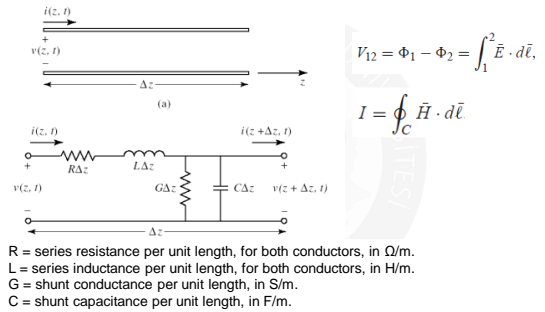 i(z, t)
+
v(z, t)
–
Δz
z
(a)
i(z, t)
i(z +Δz, t)
+
RΔz
LΔz
+
v(z, t)
GΔz
CΔz
v(z + Δz, t)
–
–
Δz
V₁₂ = Φ₁ − Φ₂ = ∫₁² Ē · dℓ̄,
I = ∮_C H̄ · dℓ̄
R = series resistance per unit length, for both conductors, in Ω/m.
L = series inductance per unit length, for both conductors, in H/m.
G = shunt conductance per unit length, in S/m.
C = shunt capacitance per unit length, in F/m.